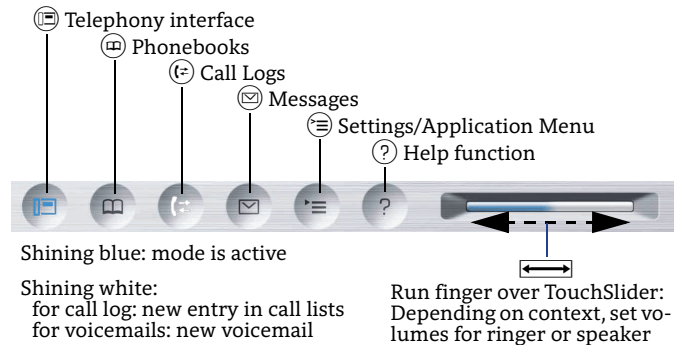 Telephony interface
Phonebooks
Call Logs
Messages
Settings/Application Menu
? Help function
?
Shining blue: mode is active
Shining white:
for call log: new entry in call lists
for voicemails: new voicemail
Run finger over TouchSlider:
Depending on context, set vo-
lumes for ringer or speaker